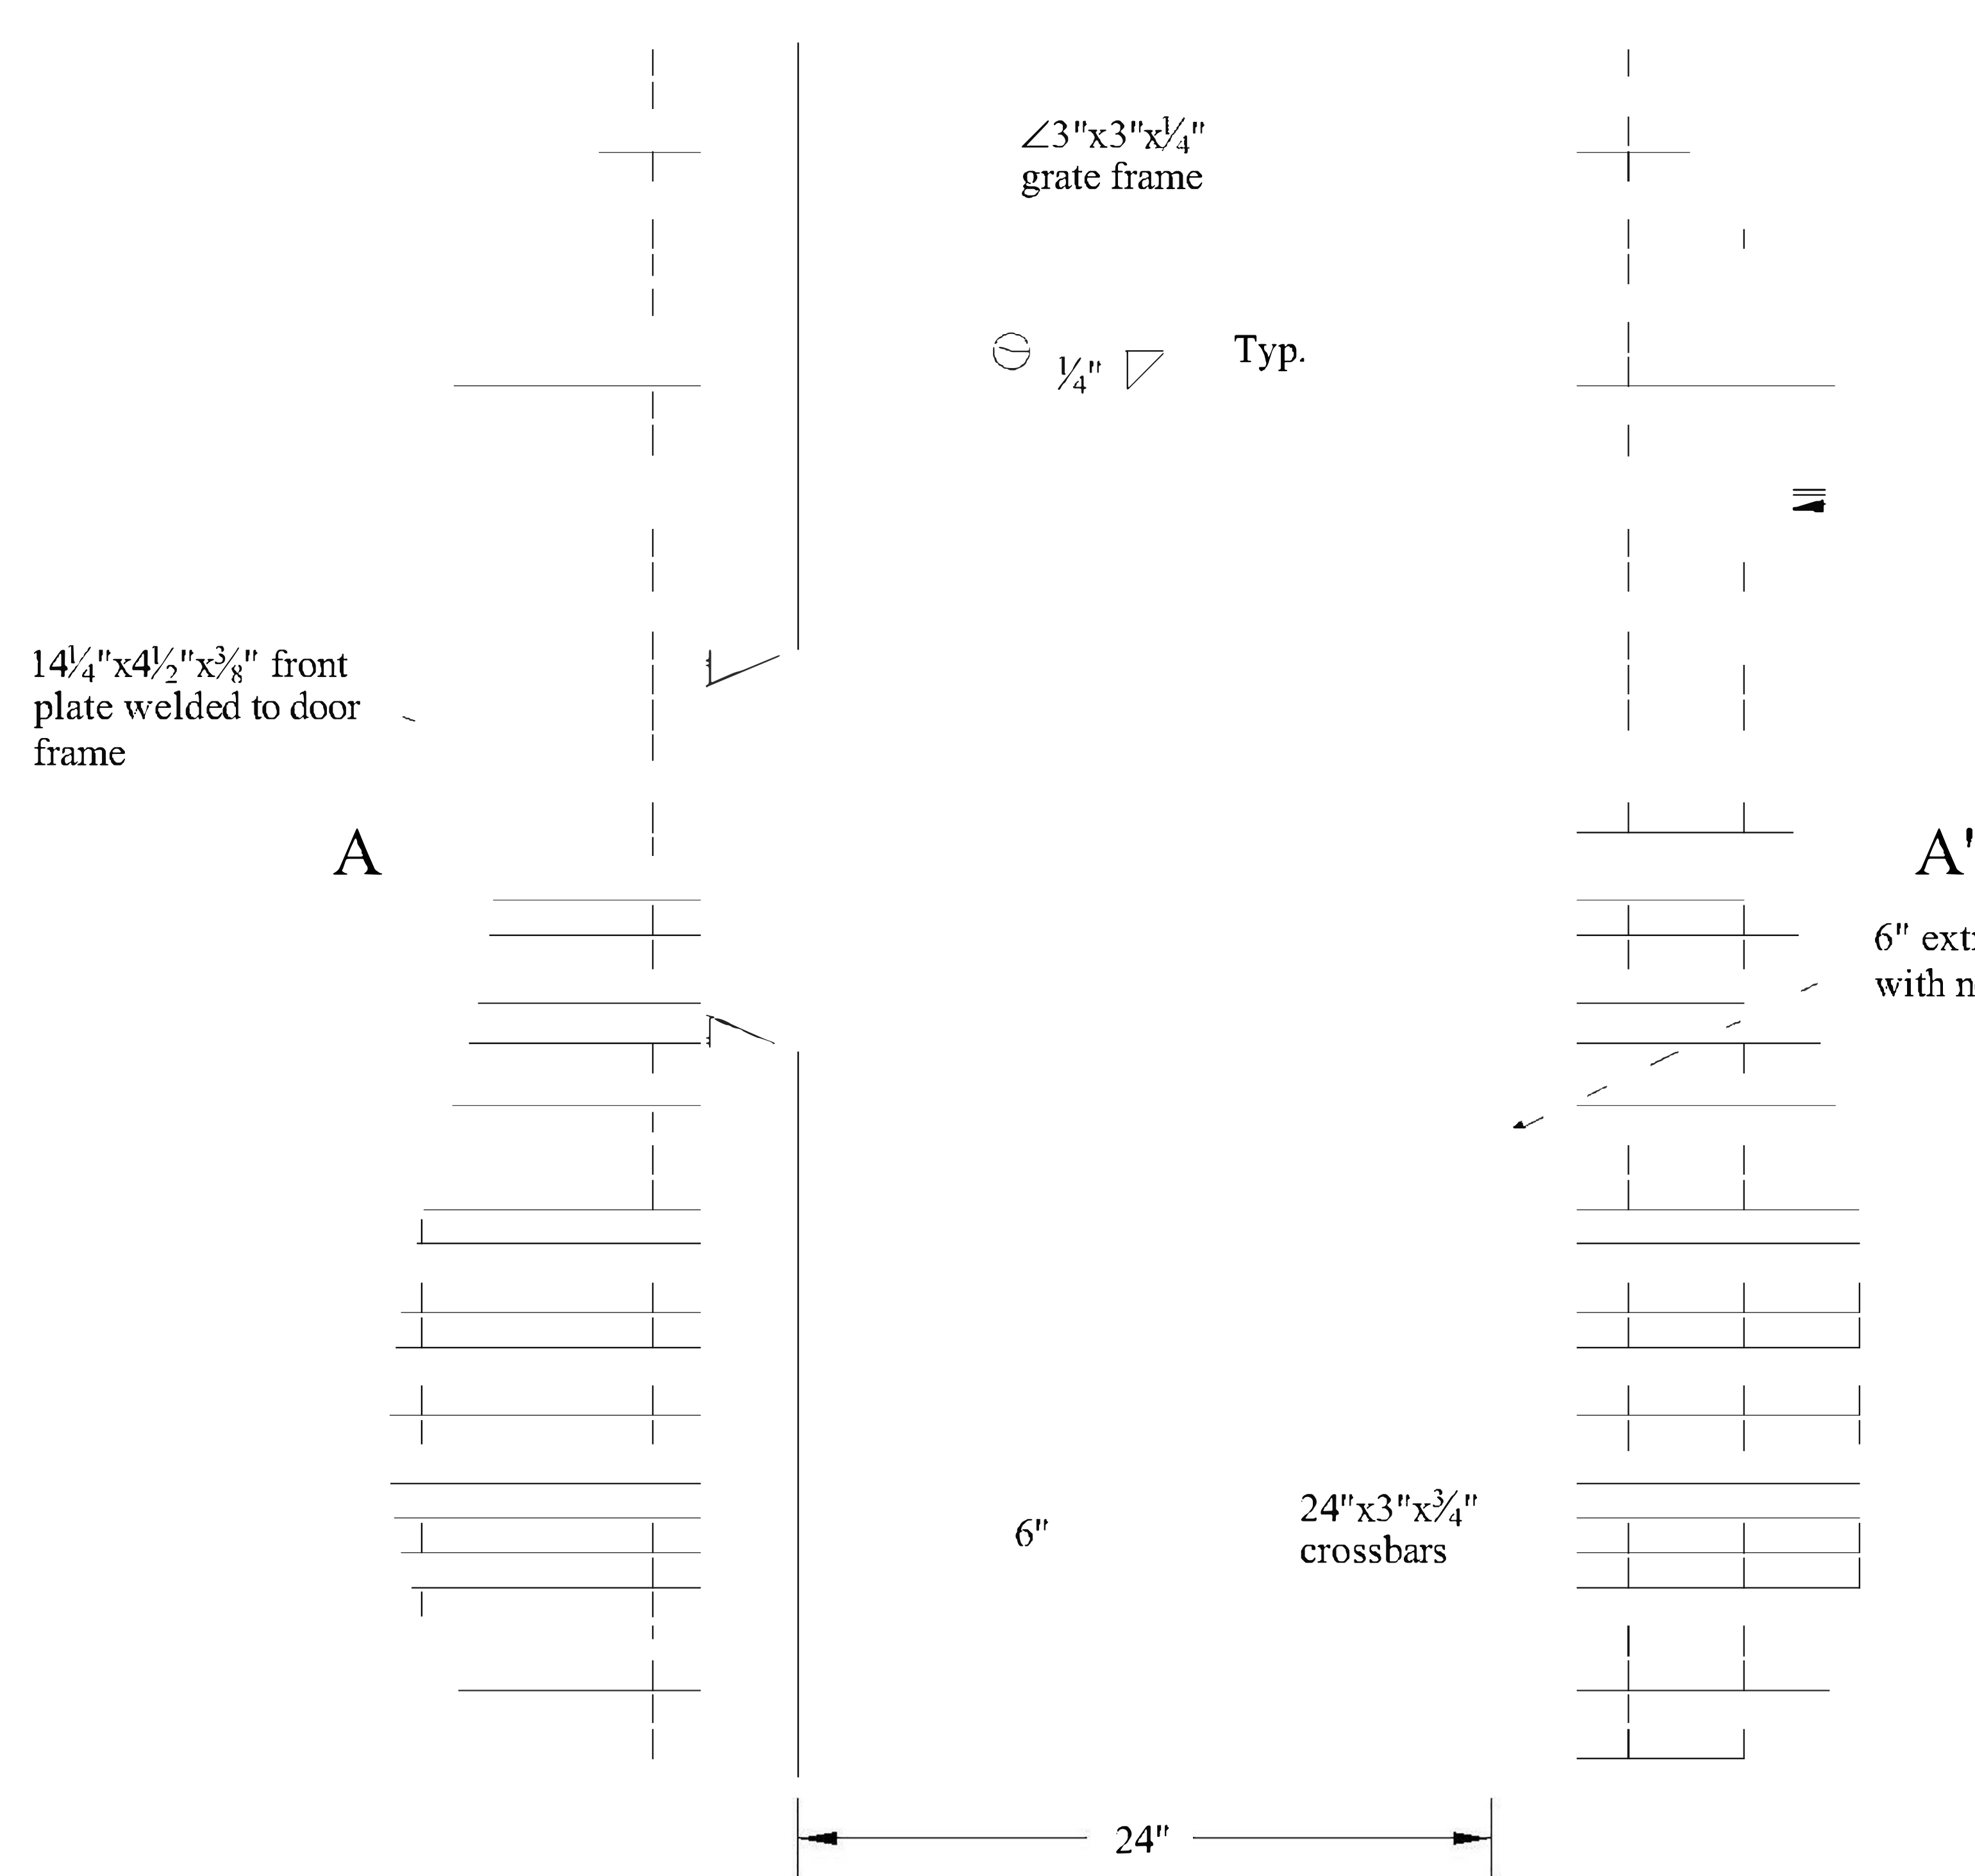 ∠3"x3"x¼"
grate frame
¼"
Typ.
14¼"x4½"x⅜" front
plate welded to door
frame
A
A'
6"
with
24"x3"x¾"
crossbars
6"
24"